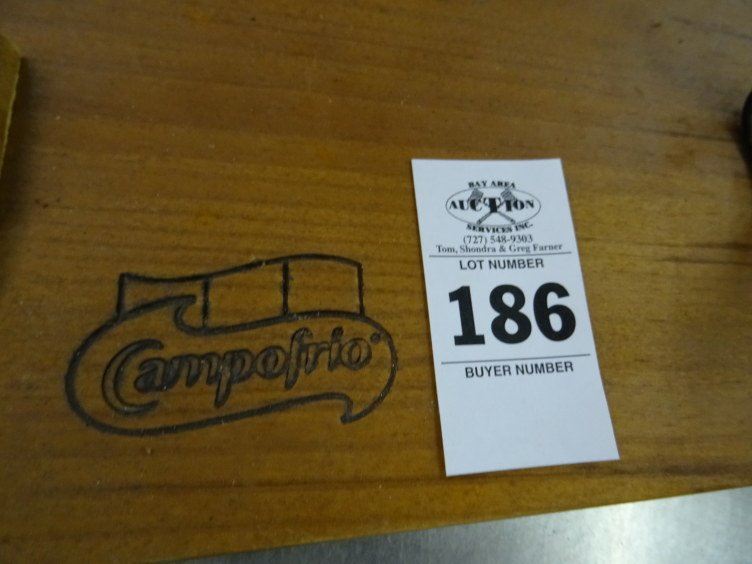 Campofrio®
BAY AREA
AUCTION
SERVICES INC.
(727) 548-9303
Tom, Shondra & Greg Farner
LOT NUMBER
186
BUYER NUMBER